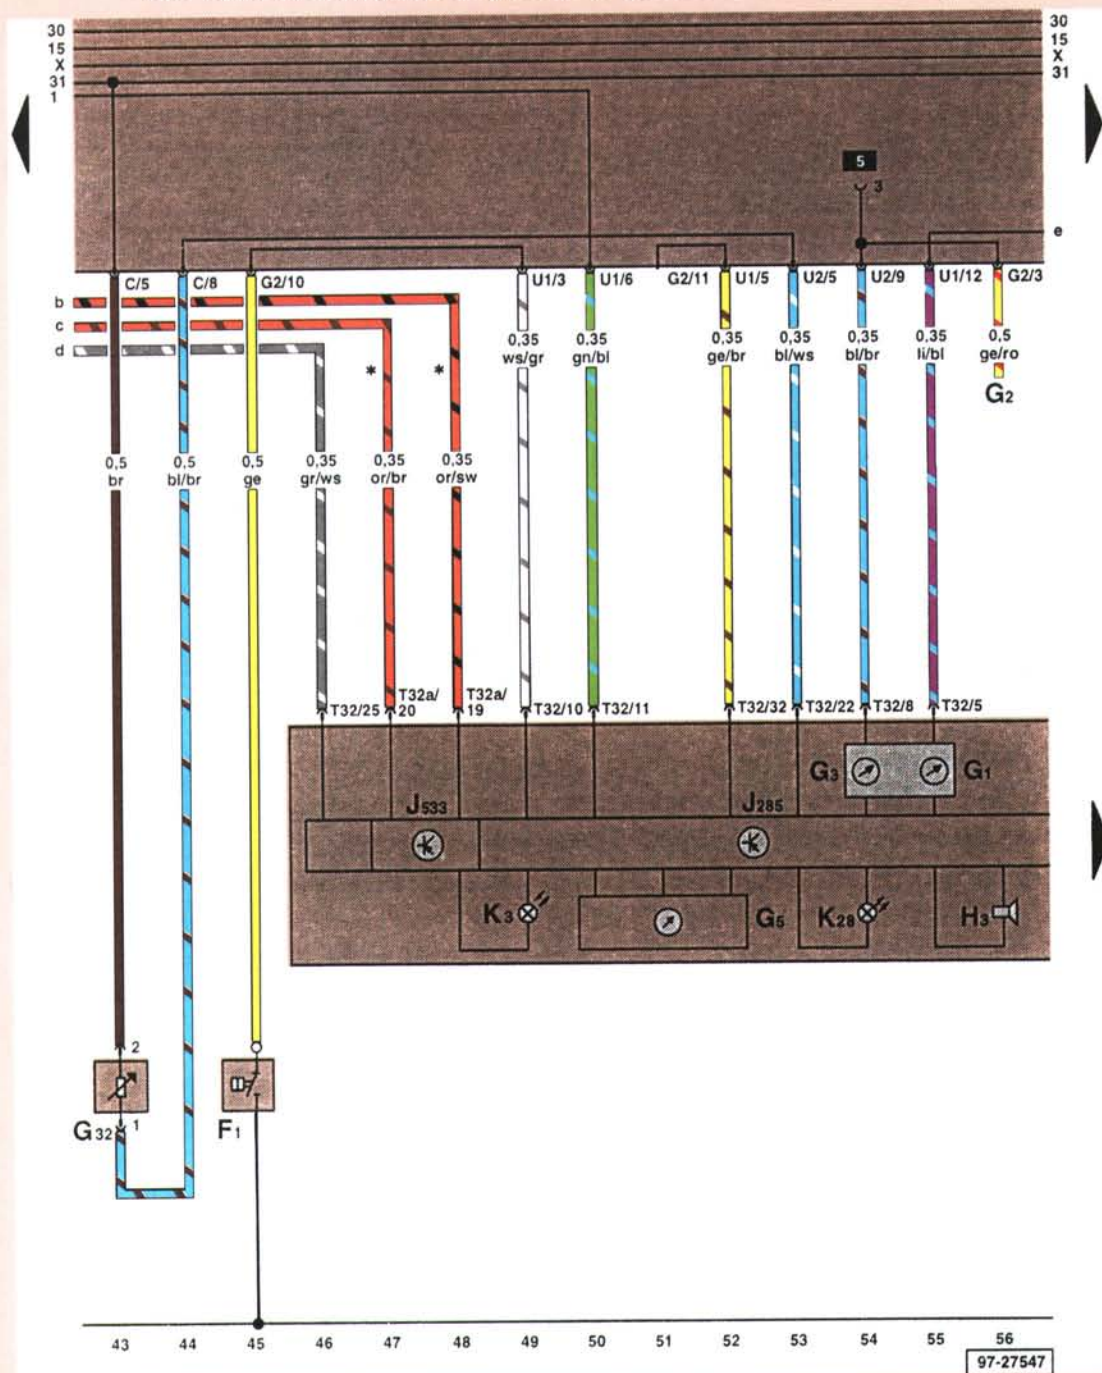 30 30
15 15
X X
31 31
1
5
3
e
C/5 C/8 G2/10 U1/3 U1/6 G2/11 U1/5 U2/5 U2/9 U1/12 G2/3
b
c
d
0,35 ws/gr
0,35 gn/bl
0,35 ge/br
0,35 bl/ws
0,35 bl/br
0,35 li/bl
0,5 ge/ro
G2
* *
0,5 br
0,5 bl/br
0,5 ge
0,35 gr/ws
0,35 or/br
0,35 or/sw
T32/25 T32a/20 T32a/19 T32/10 T32/11 T32/32 T32/22 T32/8 T32/5
G3 G1
J533 J285
K3 G5 K28 H3
2
G32 1 F1
43 44 45 46 47 48 49 50 51 52 53 54 55 56
97-27547